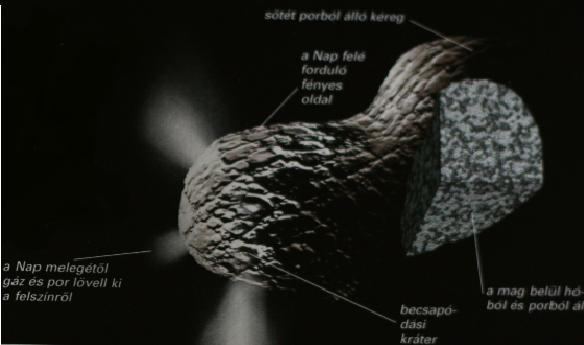 sötét porból álló kéreg
a Nap felé
forduló
fényes
oldal
a Nap melegétől
gáz és por lövell ki
a felszínről
becsapó-
dási
kráter
a mag belül hó-
ból és porból ál